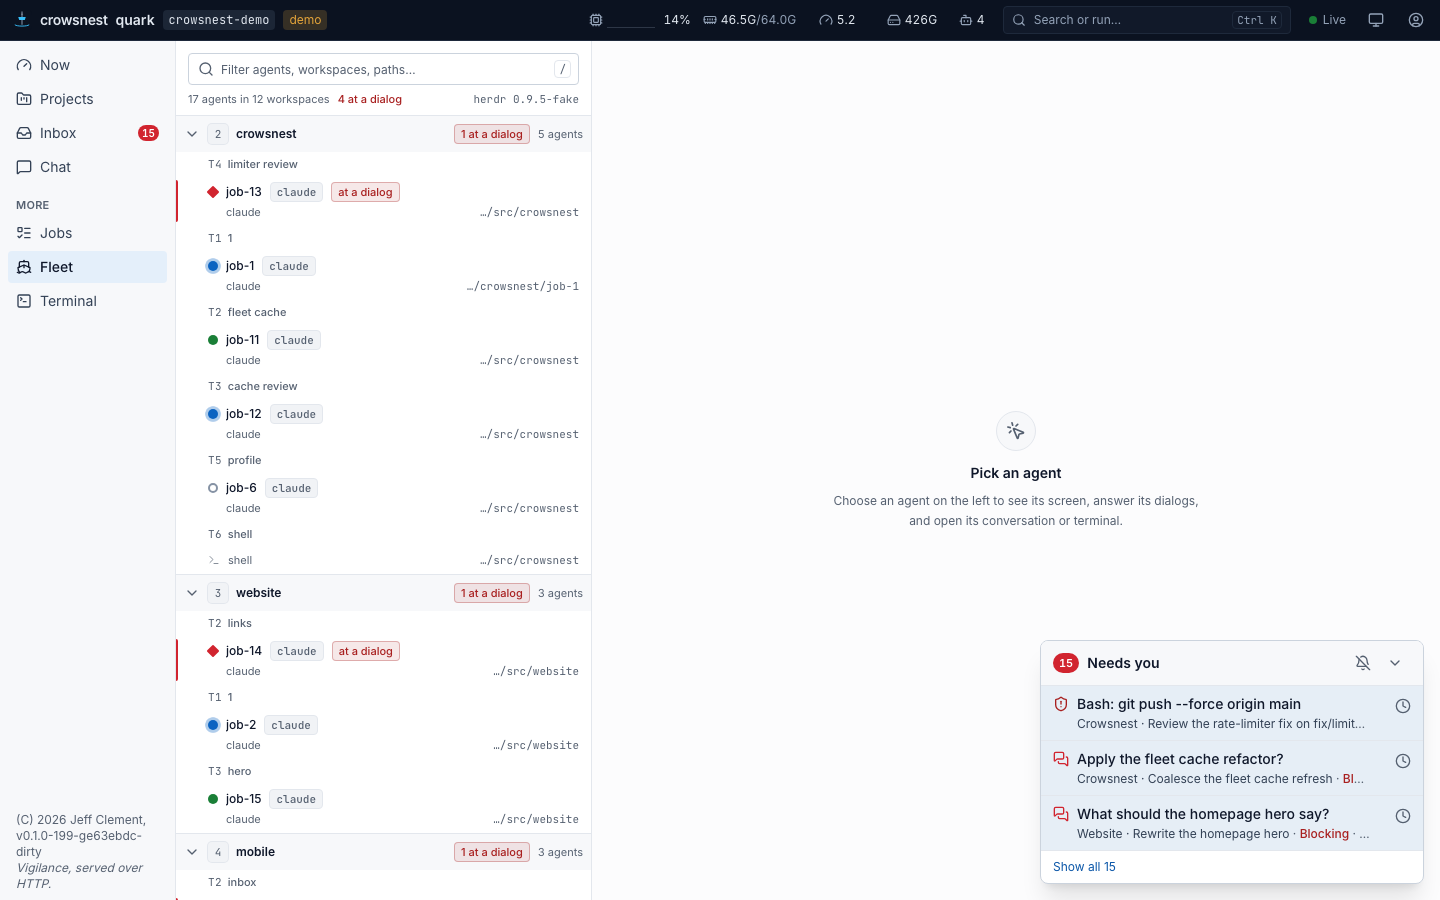 crowsnest quark crowsnest-demo demo
14% 46.5G/64.0G 5.2 426G 4 Search or run... Ctrl K Live
Now
Projects
Inbox 15
Chat
MORE
Jobs
Fleet
Terminal
(C) 2026 Jeff Clement,
v0.1.0-199-ge63ebdc-
dirty
Vigilance, served over
HTTP.
Filter agents, workspaces, paths... /
17 agents in 12 workspaces 4 at a dialog herdr 0.9.5-fake
2 crowsnest 1 at a dialog 5 agents
T4 limiter review
job-13 claude at a dialog
claude …/src/crowsnest
T1 1
job-1 claude
claude …/crowsnest/job-1
T2 fleet cache
job-11 claude
claude …/src/crowsnest
T3 cache review
job-12 claude
claude …/src/crowsnest
T5 profile
job-6 claude
claude …/src/crowsnest
T6 shell
shell …/src/crowsnest
3 website 1 at a dialog 3 agents
T2 links
job-14 claude at a dialog
claude …/src/website
T1 1
job-2 claude
claude …/src/website
T3 hero
job-15 claude
claude …/src/website
4 mobile 1 at a dialog 3 agents
T2 inbox
Pick an agent
Choose an agent on the left to see its screen, answer its dialogs,
and open its conversation or terminal.
15 Needs you
Bash: git push --force origin main
Crowsnest · Review the rate-limiter fix on fix/limit...
Apply the fleet cache refactor?
Crowsnest · Coalesce the fleet cache refresh · Bl...
What should the homepage hero say?
Website · Rewrite the homepage hero · Blocking · ...
Show all 15